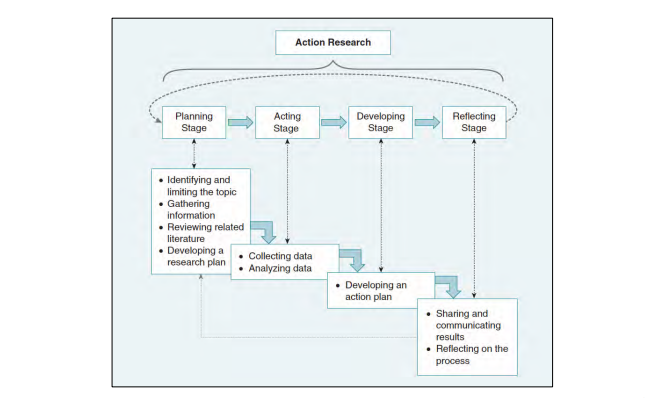 Action Research
Planning
Stage
Acting
Stage
Developing
Stage
Reflecting
Stage
• Identifying and
limiting the topic
• Gathering
information
• Reviewing related
literature
• Developing a
research plan
• Collecting data
• Analyzing data
• Developing an
action plan
• Sharing and
communicating
results
• Reflecting on the
process